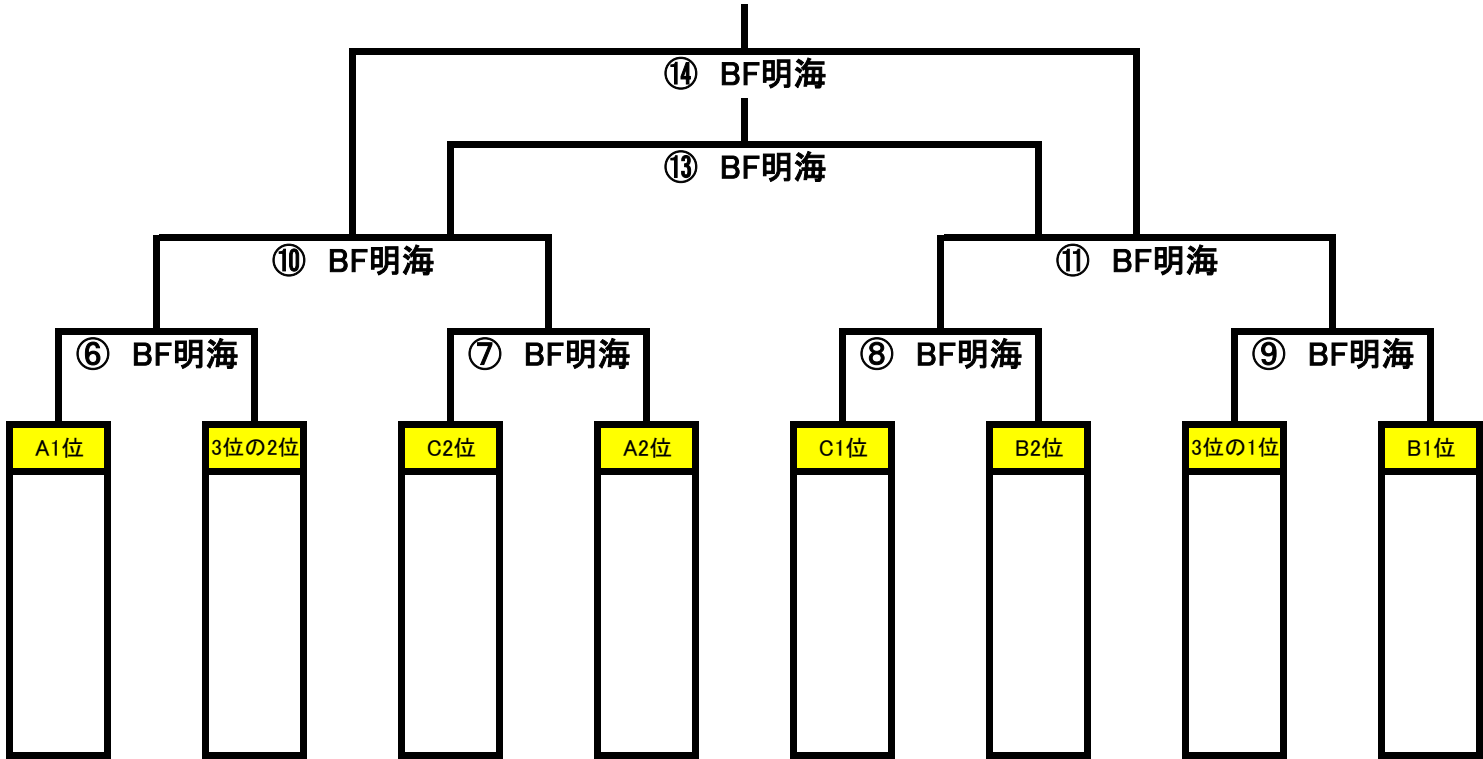 ⑭ BF明海
⑬ BF明海
⑩ BF明海
⑪ BF明海
⑥ BF明海
⑦ BF明海
⑧ BF明海
⑨ BF明海
A1位
3位の2位
C2位
A2位
C1位
B2位
3位の1位
B1位